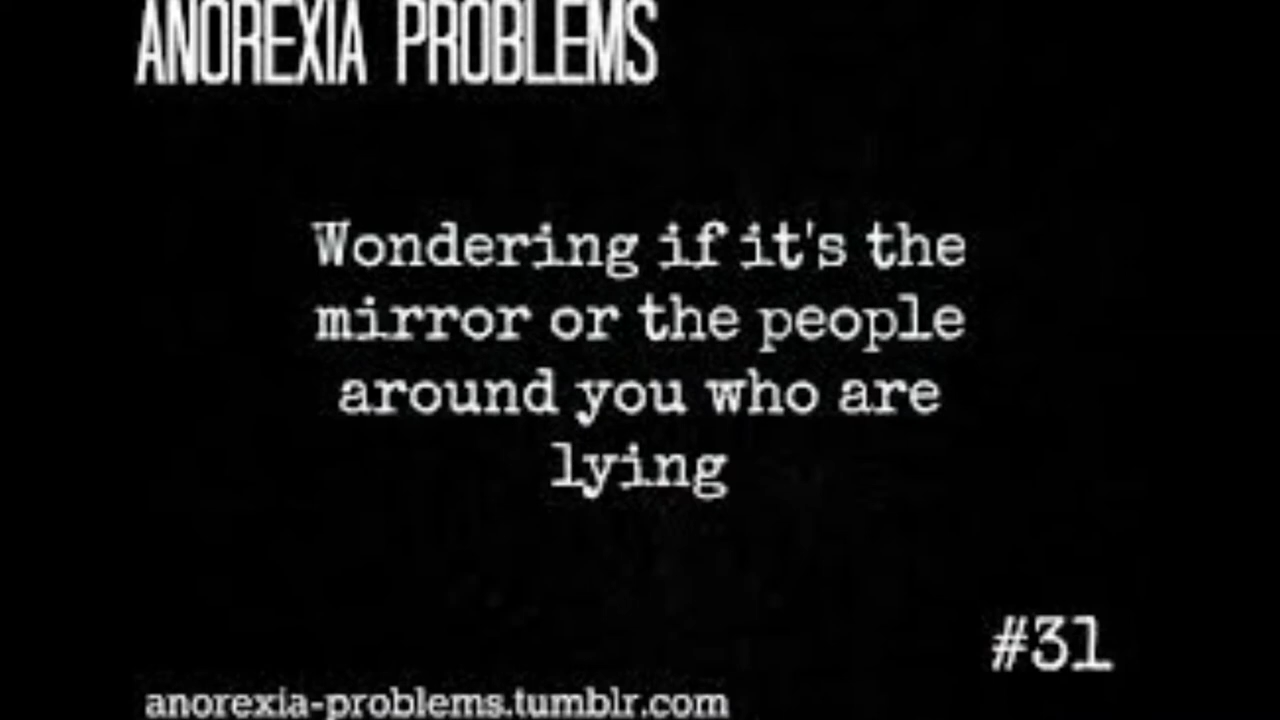 ANOREXIA PROBLEMS
Wondering if it's the
mirror or the people
around you who are
lying
#31
anorexia-problems.tumblr.com